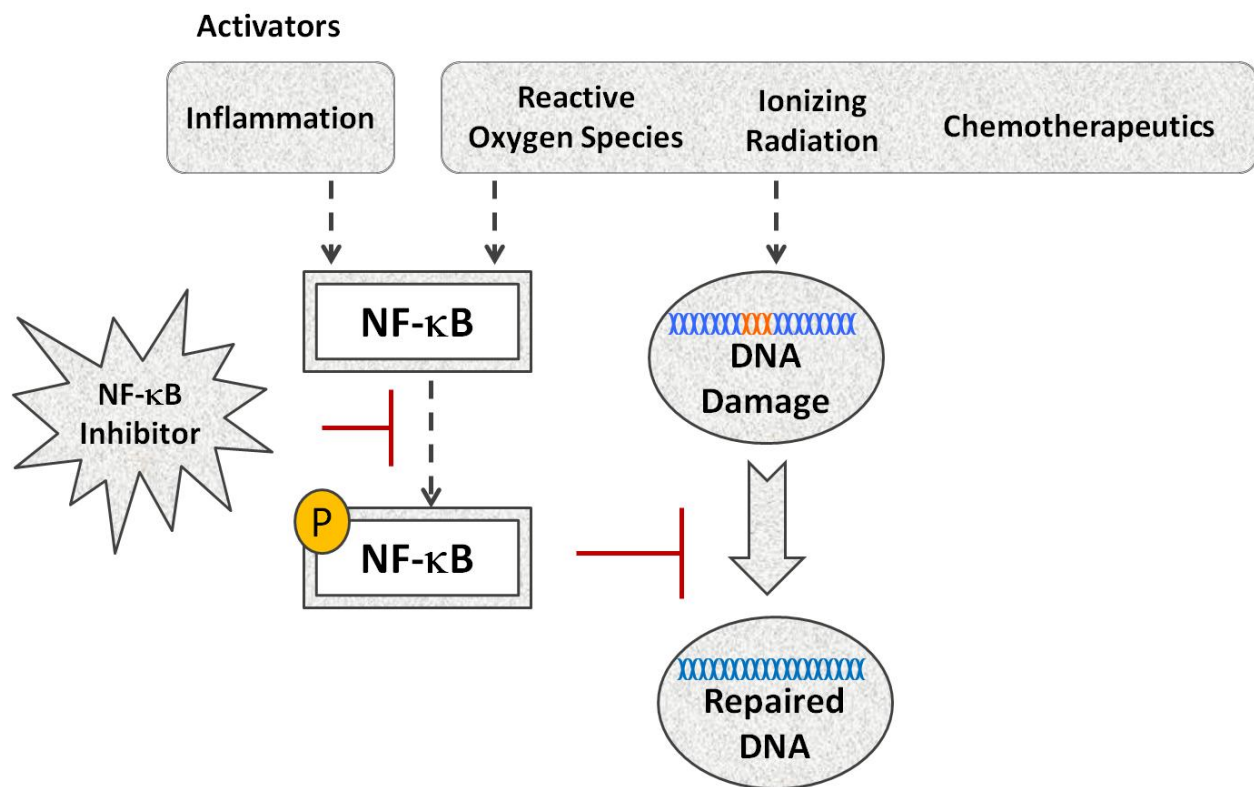 Activators
Inflammation
Reactive
Oxygen Species
Ionizing
Radiation
Chemotherapeutics
NF-κB
NF-κB
Inhibitor
DNA
Damage
P
NF-κB
Repaired
DNA